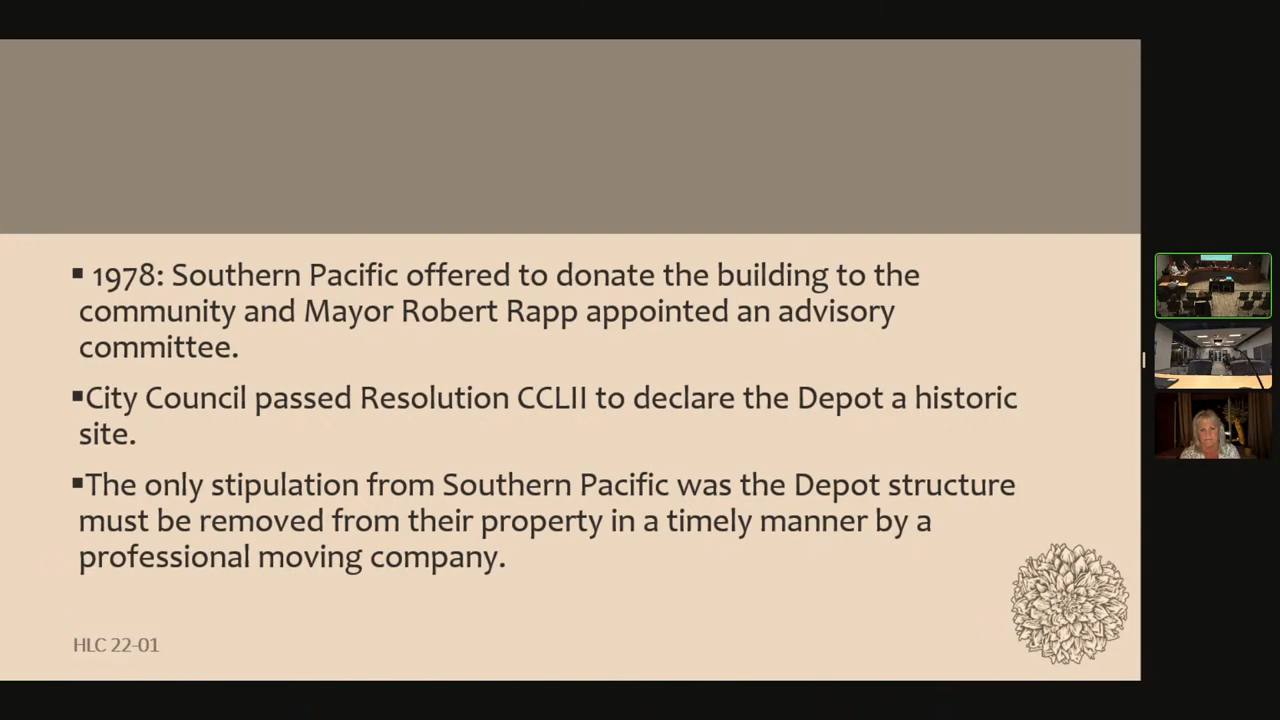 ▪ 1978: Southern Pacific offered to donate the building to the
community and Mayor Robert Rapp appointed an advisory
committee.
▪City Council passed Resolution CCLII to declare the Depot a historic
site.
▪The only stipulation from Southern Pacific was the Depot structure
must be removed from their property in a timely manner by a
professional moving company.
HLC 22-01